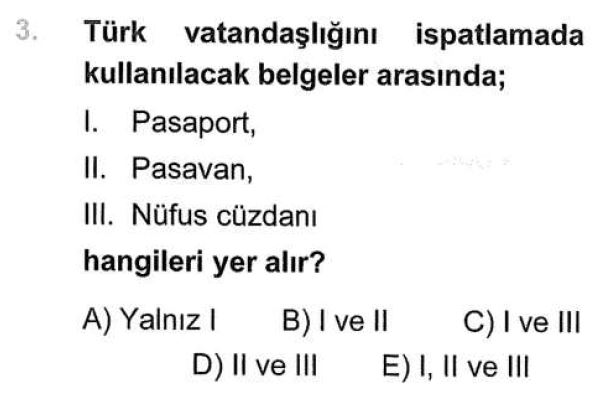 3. Türk vatandaşlığını ispatlamada
kullanılacak belgeler arasında;
I. Pasaport,
II. Pasavan,
III. Nüfus cüzdanı
hangileri yer alır?
A) Yalnız I B) I ve II C) I ve III
D) II ve III E) I, II ve III